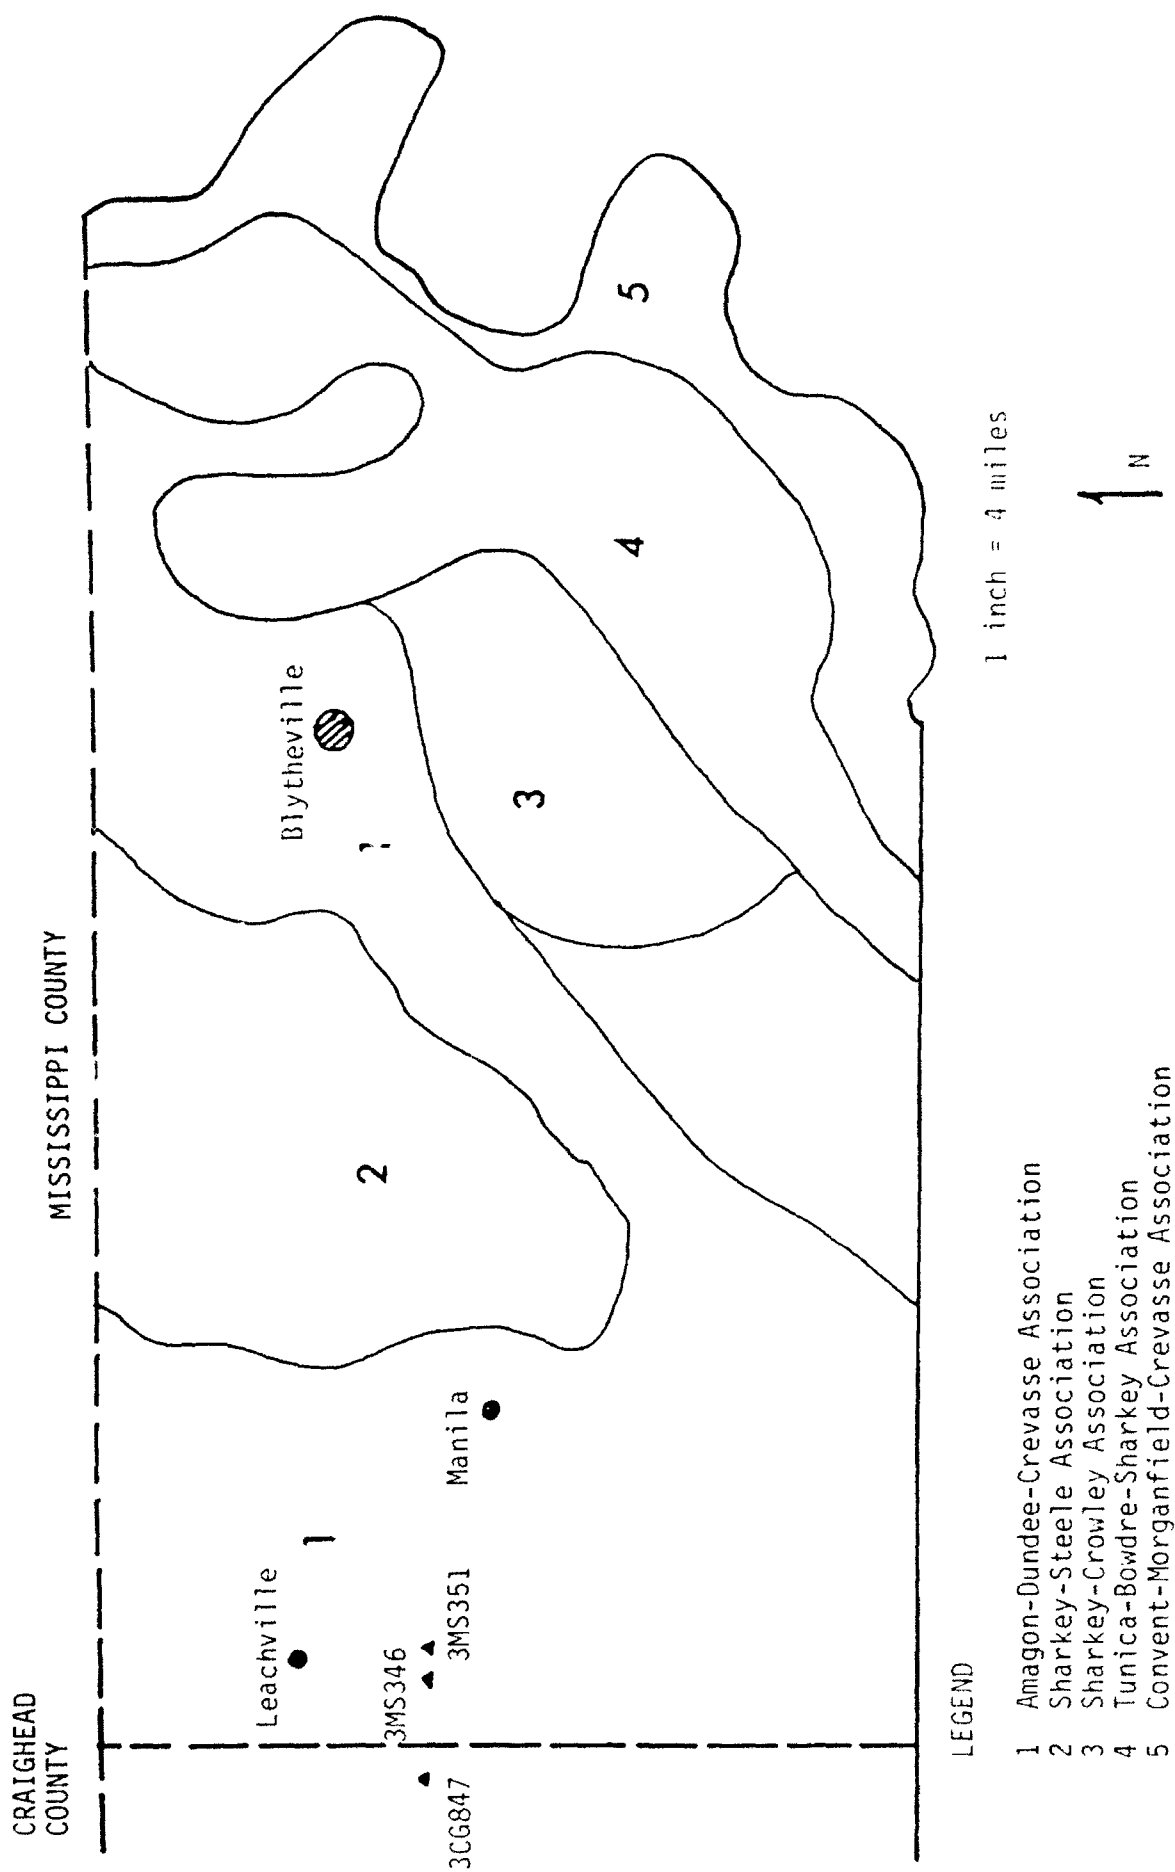 CRAIGHEAD
COUNTY
MISSISSIPPI COUNTY
Leachville
1
3MS346
3MS351
3CG847
Manila
2
Blytheville
1
3
4
5
1 inch = 4 miles
N
LEGEND
1 Amagon-Dundee-Crevasse Association
2 Sharkey-Steele Association
3 Sharkey-Crowley Association
4 Tunica-Bowdre-Sharkey Association
5 Convent-Morganfield-Crevasse Association